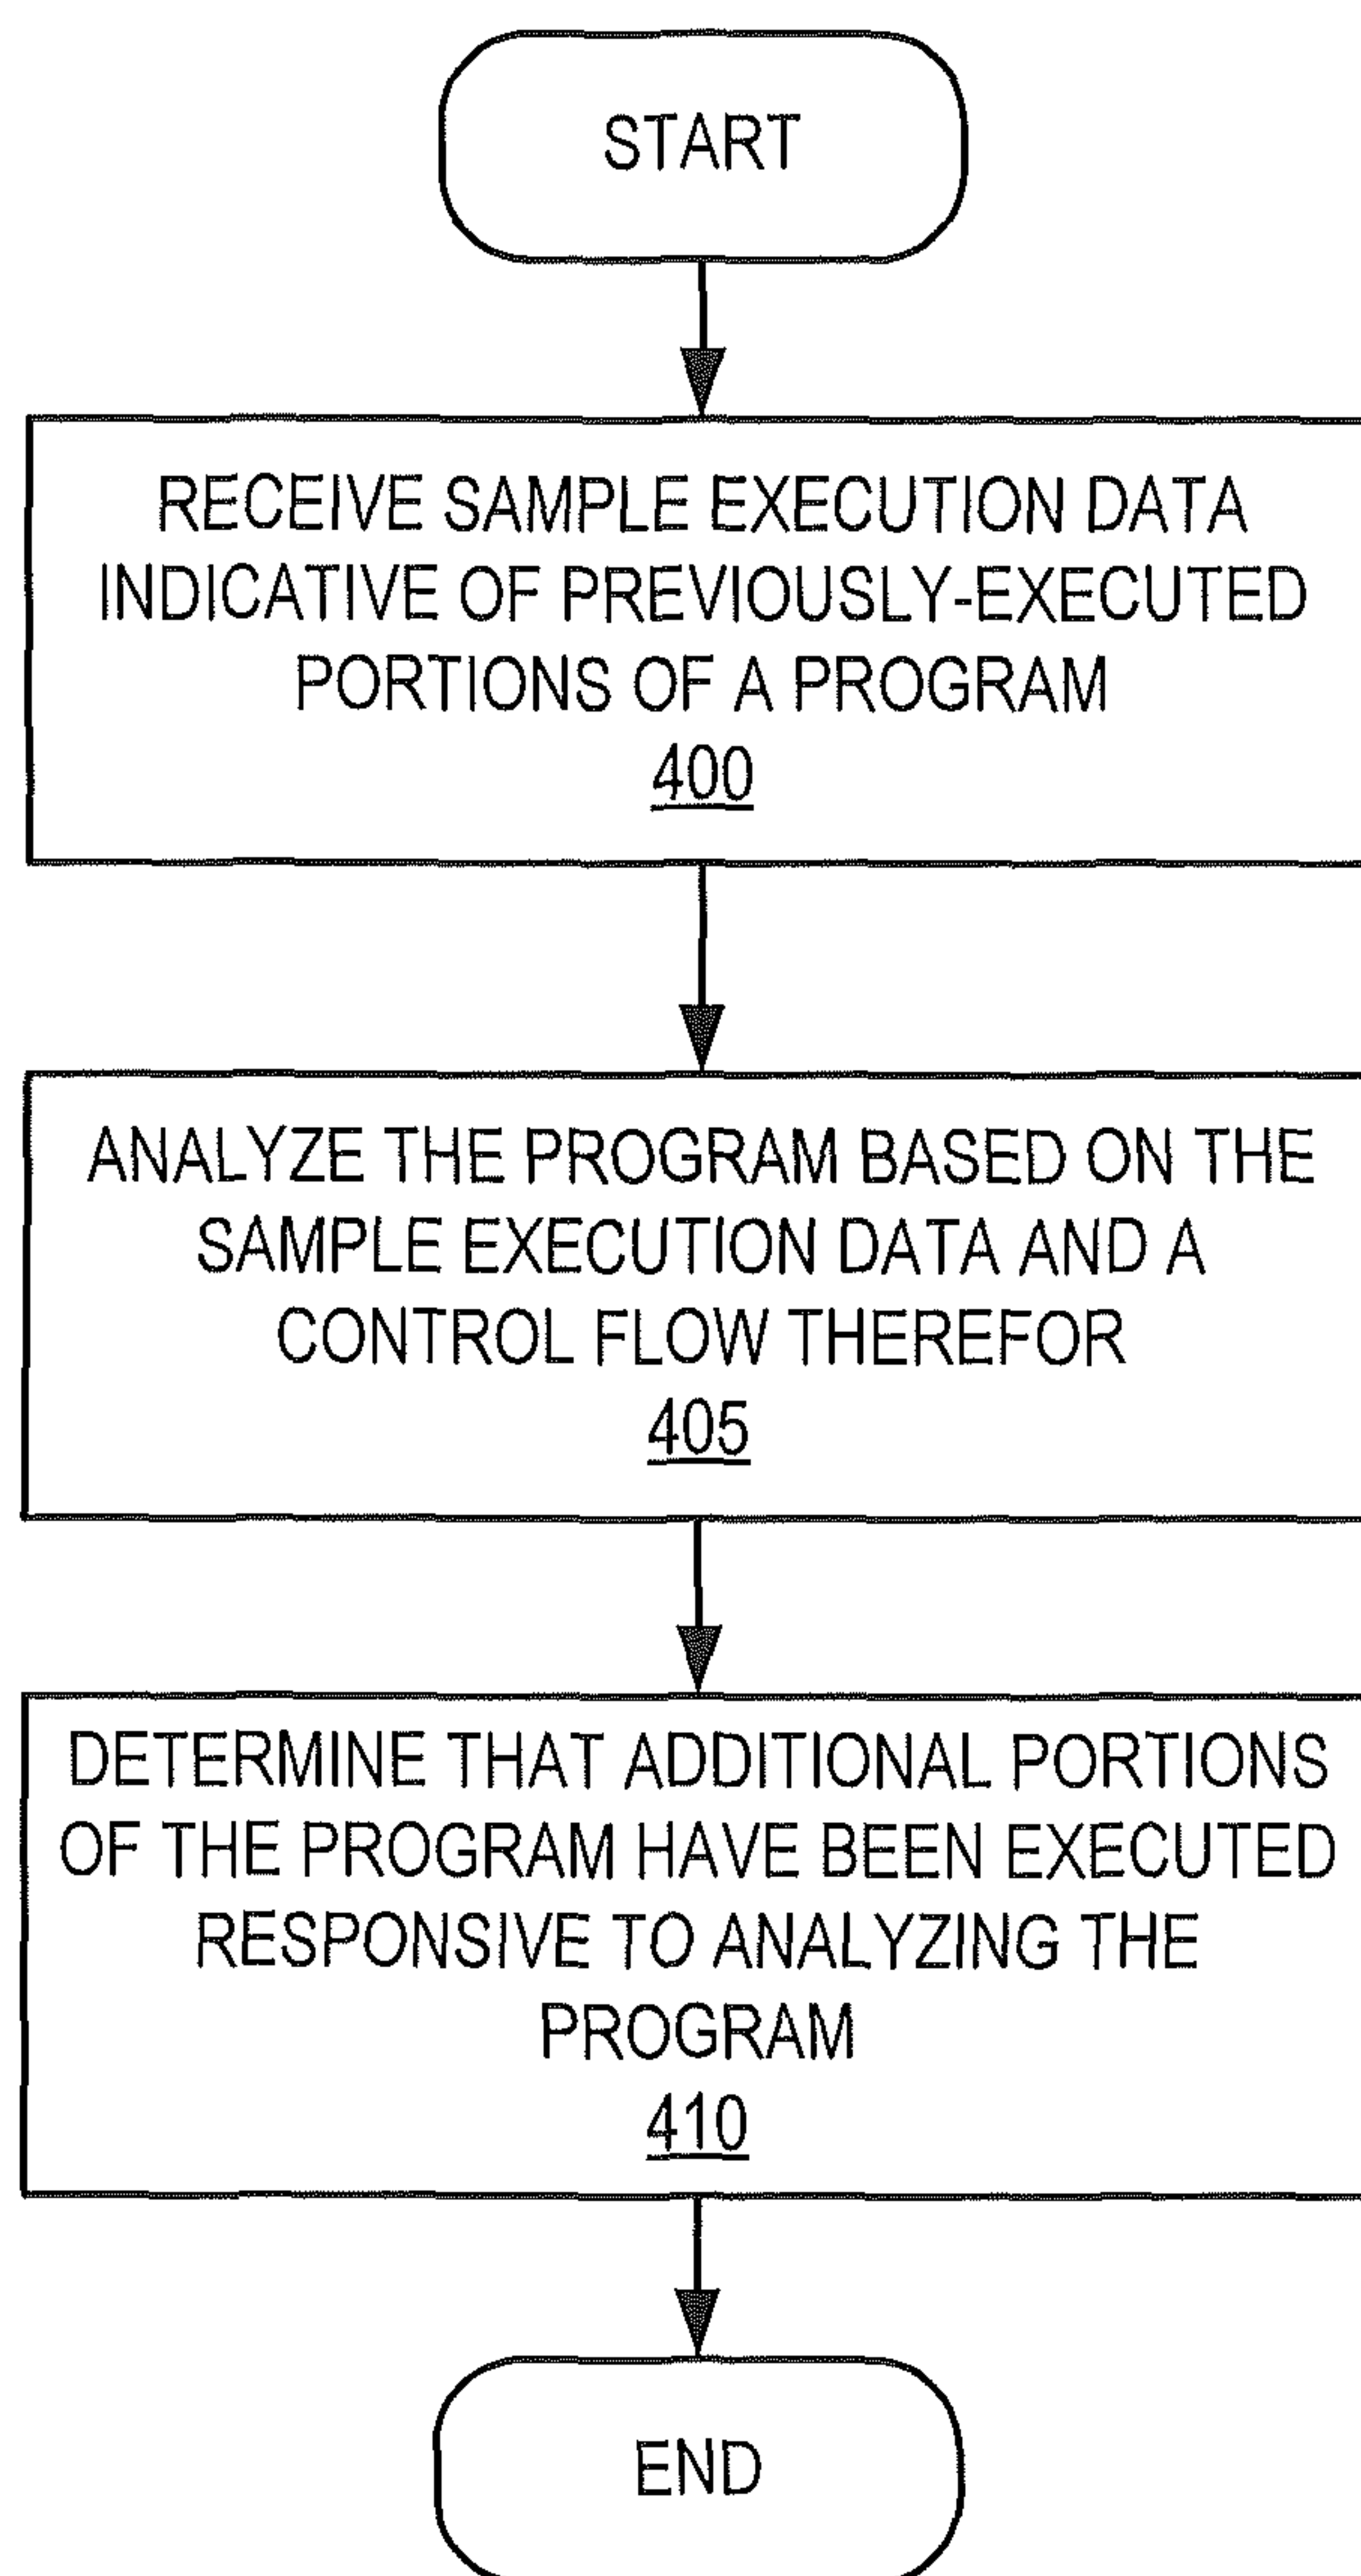 START
RECEIVE SAMPLE EXECUTION DATA
INDICATIVE OF PREVIOUSLY-EXECUTED
PORTIONS OF A PROGRAM
400
ANALYZE THE PROGRAM BASED ON THE
SAMPLE EXECUTION DATA AND A
CONTROL FLOW THEREFOR
405
DETERMINE THAT ADDITIONAL PORTIONS
OF THE PROGRAM HAVE BEEN EXECUTED
RESPONSIVE TO ANALYZING THE
PROGRAM
410
END